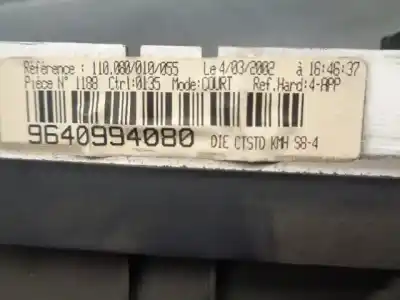 Référence : 110.080/010/055 Le 4/03/2002 à 16:46:37
Pièce N° 1188 Ctrl:0135 Mode:COURT Ref.Hard:4-APP
9640994080 DIE CTSTD KMH S8-4